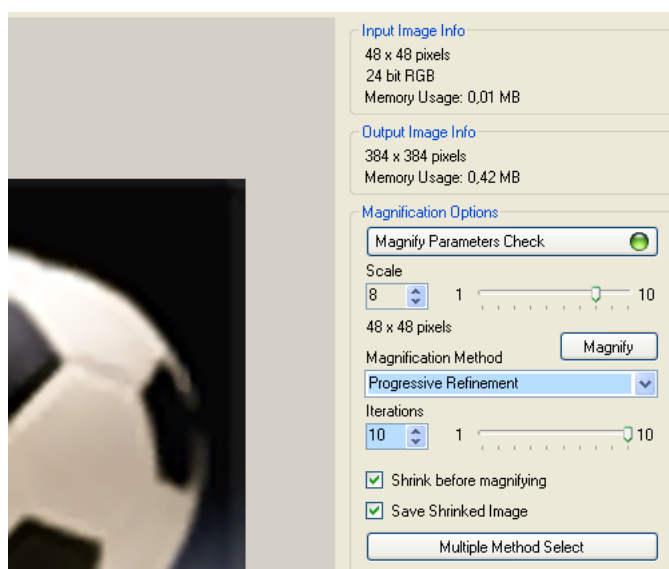 Input Image Info
48 x 48 pixels
24 bit RGB
Memory Usage: 0,01 MB
Output Image Info
384 x 384 pixels
Memory Usage: 0,42 MB
Magnification Options
Magnify Parameters Check
Scale
8 1 10
48 x 48 pixels
Magnify
Magnification Method
Progressive Refinement
Iterations
10 1 10
Shrink before magnifying
Save Shrinked Image
Multiple Method Select